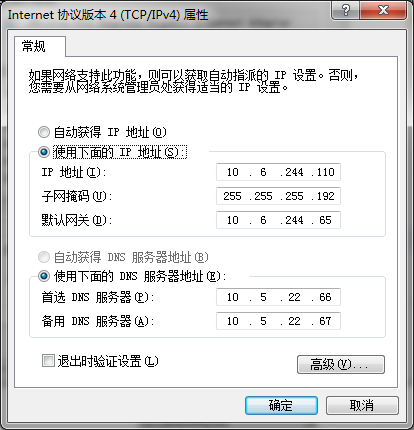 Internet 协议版本 4 (TCP/IPv4) 属性
常规
如果网络支持此功能，则可以获取自动指派的 IP 设置。否则，
您需要从网络系统管理员处获得适当的 IP 设置。
自动获得 IP 地址(O)
使用下面的 IP 地址(S):
IP 地址(I): 10 . 6 .244 .110
子网掩码(U): 255 .255 .255 .192
默认网关(D): 10 . 6 .244 .65
自动获得 DNS 服务器地址(B)
使用下面的 DNS 服务器地址(E):
首选 DNS 服务器(P): 10 . 5 .22 .66
备用 DNS 服务器(A): 10 . 5 .22 .67
退出时验证设置(L)
高级(V)...
确定 取消